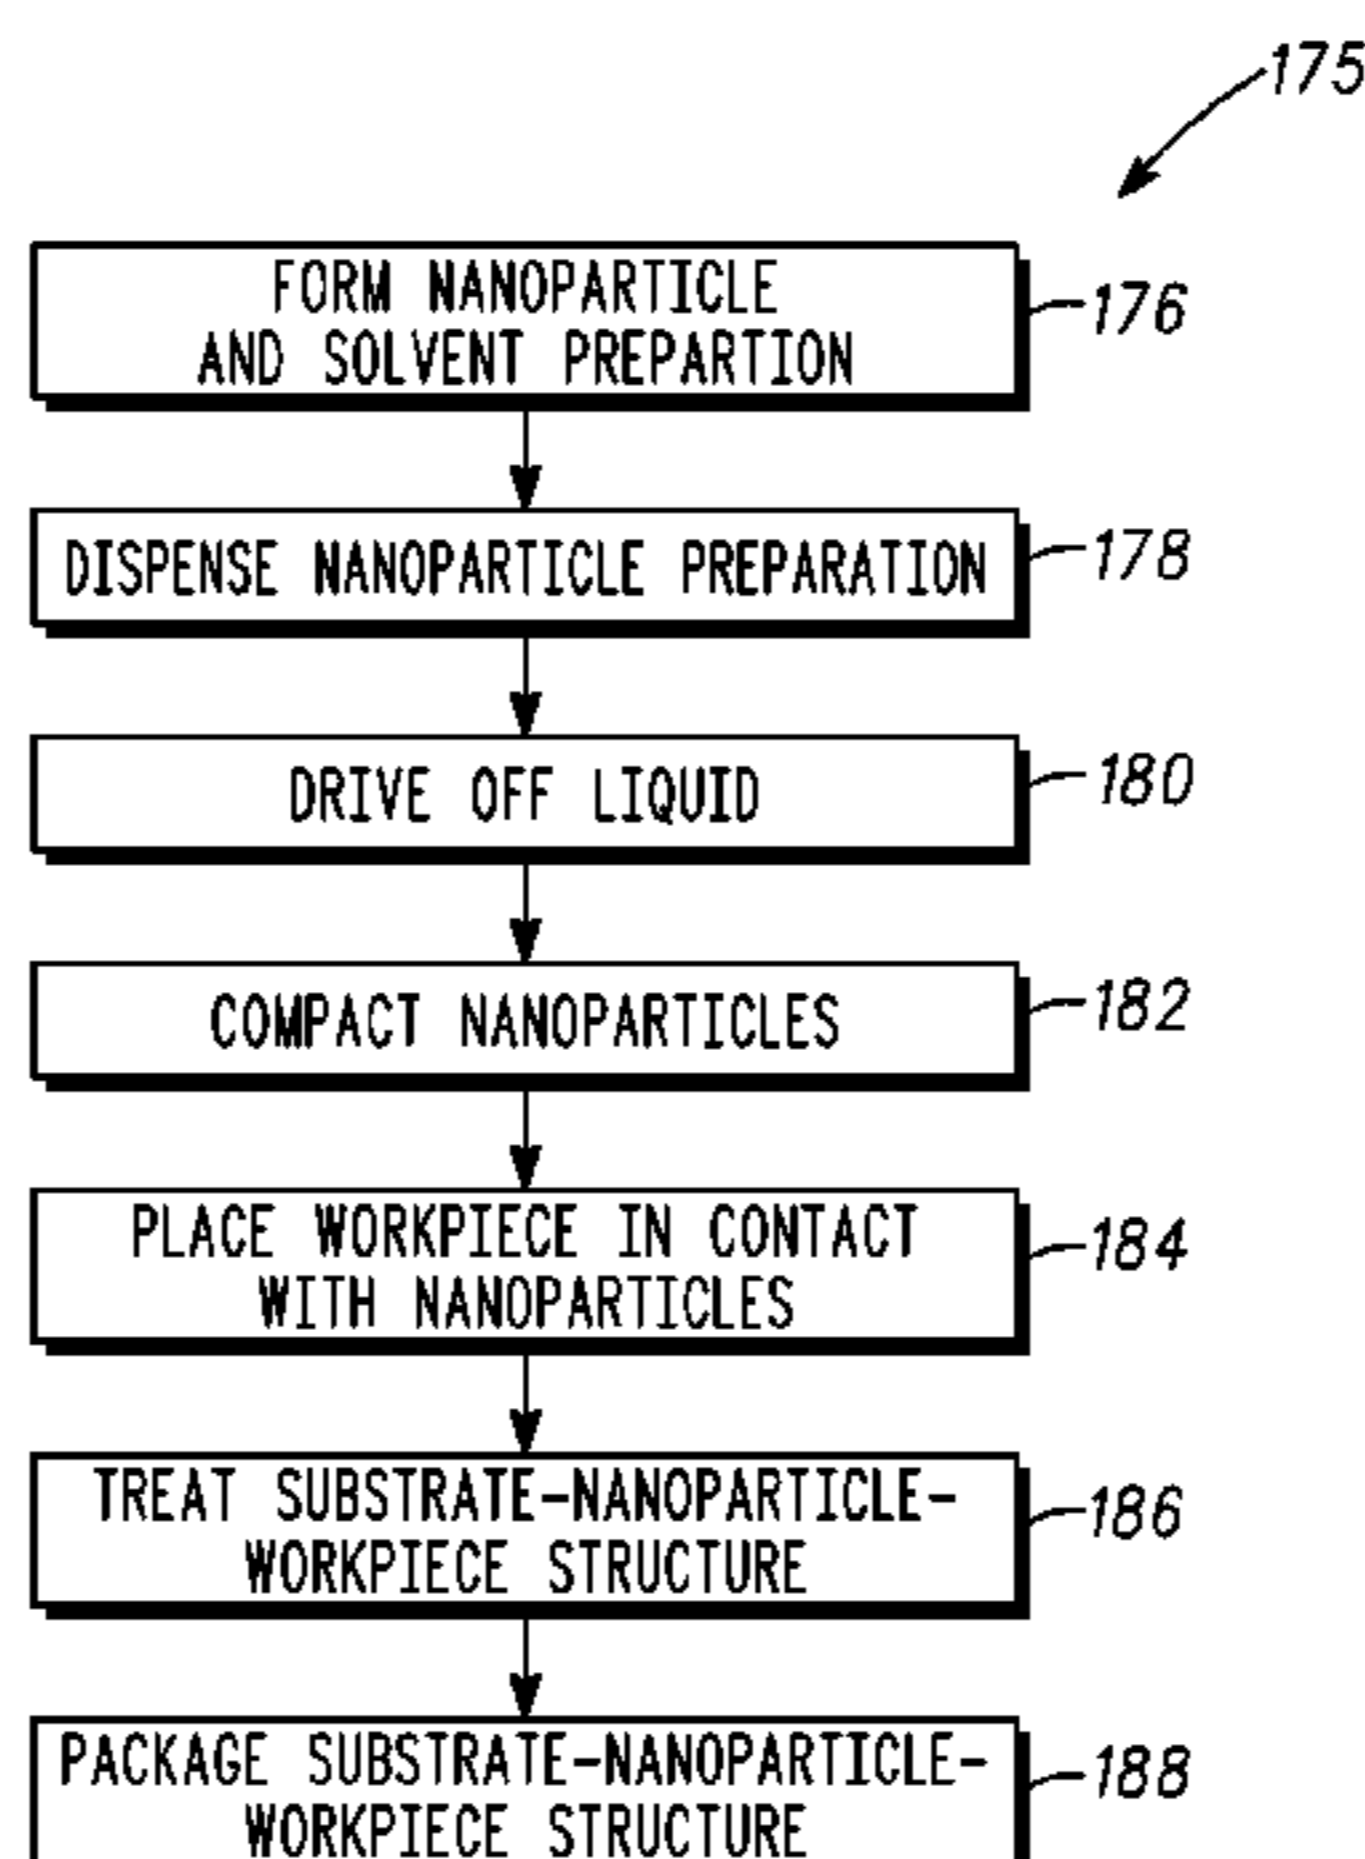 175
FORM NANOPARTICLE
AND SOLVENT PREPARTION
176
DISPENSE NANOPARTICLE PREPARATION
178
DRIVE OFF LIQUID
180
COMPACT NANOPARTICLES
182
PLACE WORKPIECE IN CONTACT
WITH NANOPARTICLES
184
TREAT SUBSTRATE-NANOPARTICLE-
WORKPIECE STRUCTURE
186
PACKAGE SUBSTRATE-NANOPARTICLE-
WORKPIECE STRUCTURE
188